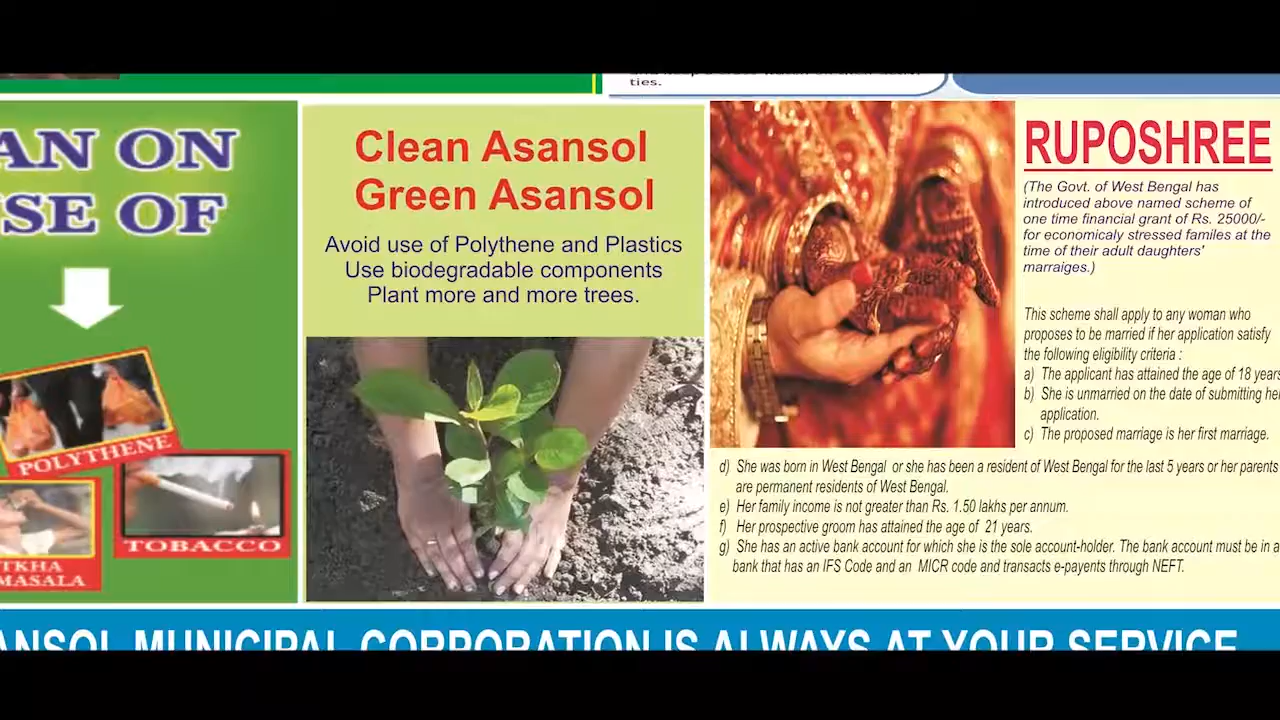 ties.
AN ON
SE OF
POLYTHENE
TOBACCO
TKHA
MASALA
Clean Asansol
Green Asansol
Avoid use of Polythene and Plastics
Use biodegradable components
Plant more and more trees.
RUPOSHREE
(The Govt. of West Bengal has
introduced above named scheme of
one time financial grant of Rs. 25000/-
for economicaly stressed familes at the
time of their adult daughters'
marraiges.)
This scheme shall apply to any woman who
proposes to be married if her application satisfy
the following eligibility criteria :
a) The applicant has attained the age of 18 years
b) She is unmarried on the date of submitting her
application.
c) The proposed marriage is her first marriage.
d) She was born in West Bengal or she has been a resident of West Bengal for the last 5 years or her parents
are permanent residents of West Bengal.
e) Her family income is not greater than Rs. 1.50 lakhs per annum.
f) Her prospective groom has attained the age of 21 years.
g) She has an active bank account for which she is the sole account-holder. The bank account must be in a
bank that has an IFS Code and an MICR code and transacts e-payents through NEFT.
ANSOL MUNICIPAL CORPORATION IS ALWAYS AT YOUR SERVICE